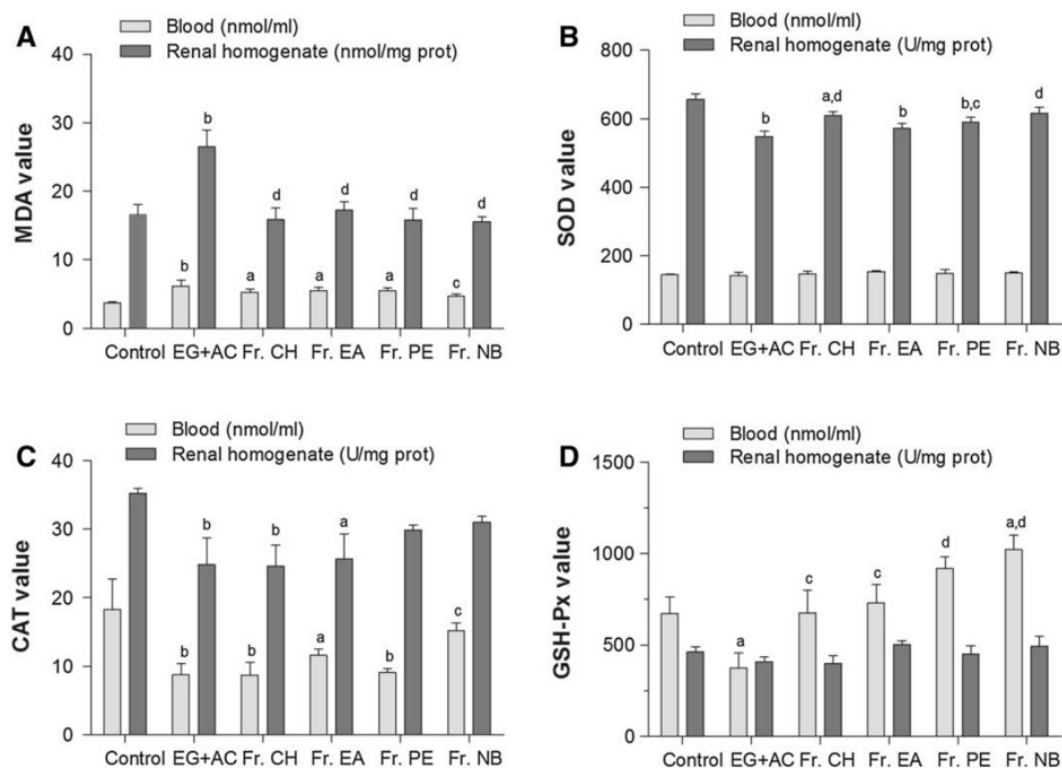 A
Blood (nmol/ml)
Renal homogenate (nmol/mg prot)
MDA value
40
30
20
10
0
b
b
a
d
a
d
a
d
c
d
Control EG+AC Fr. CH Fr. EA Fr. PE Fr. NB
B
Blood (nmol/ml)
Renal homogenate (U/mg prot)
SOD value
800
600
400
200
0
b
a,d
b
b,c
d
Control EG+AC Fr. CH Fr. EA Fr. PE Fr. NB
C
Blood (nmol/ml)
Renal homogenate (U/mg prot)
CAT value
40
30
20
10
0
b
b
b
b
a
a
b
c
Control EG+AC Fr. CH Fr. EA Fr. PE Fr. NB
D
Blood (nmol/ml)
Renal homogenate (U/mg prot)
GSH-Px value
1500
1000
500
0
a
c
c
d
a,d
Control EG+AC Fr. CH Fr. EA Fr. PE Fr. NB